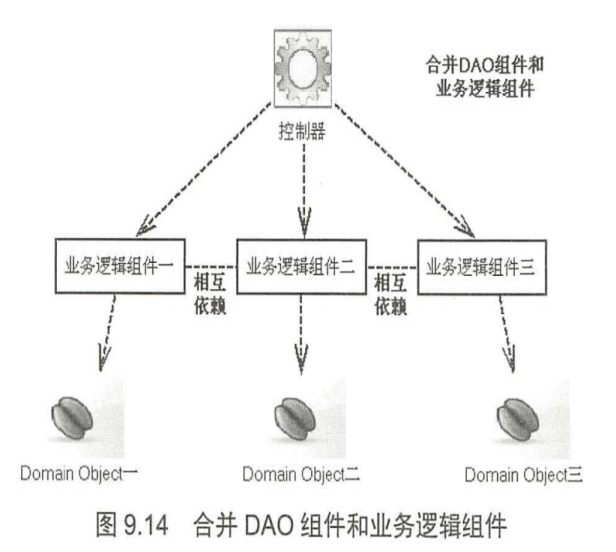 合并DAO组件和
业务逻辑组件
控制器
业务逻辑组件一
业务逻辑组件二
业务逻辑组件三
相互
依赖
相互
依赖
Domain Object一
Domain Object二
Domain Object三
图 9.14 合并 DAO 组件和业务逻辑组件